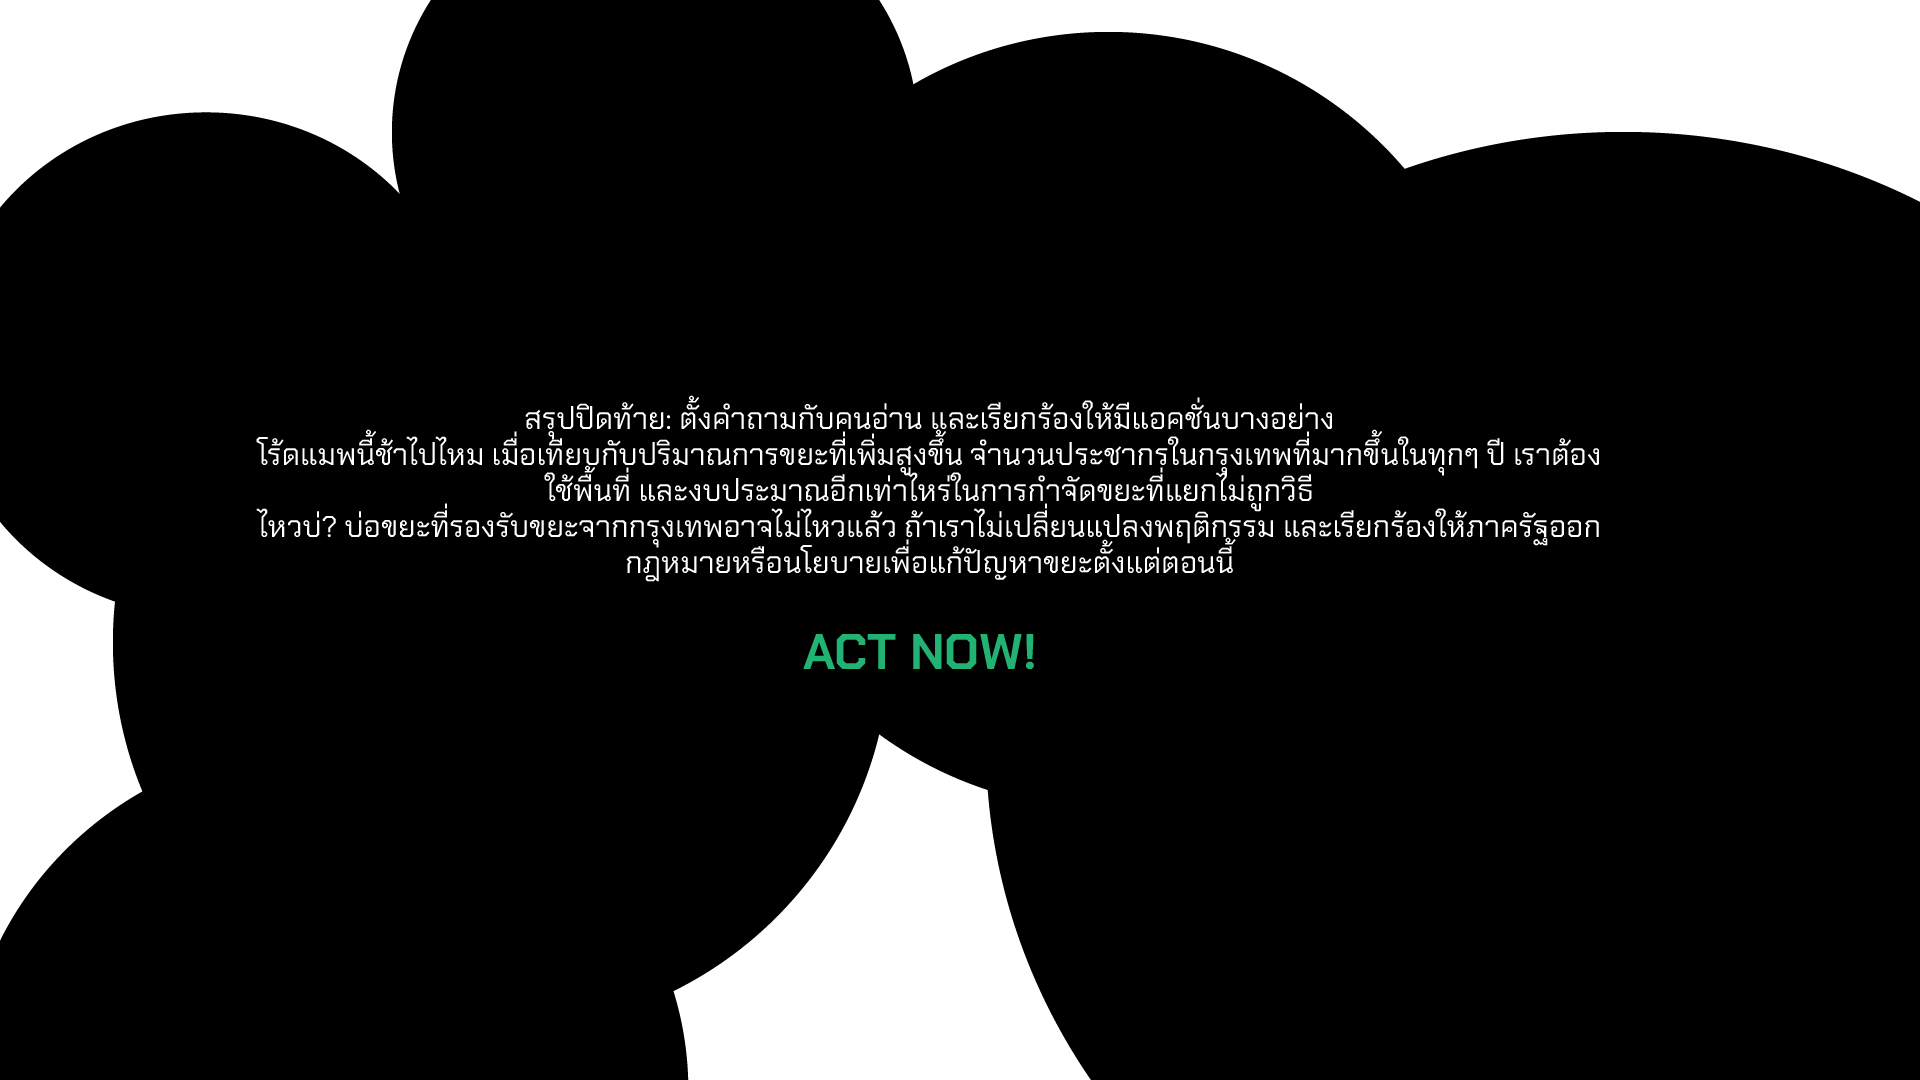 สรุปปิดท้าย: ตั้งคำถามกับคนอ่าน และเรียกร้องให้มีแอคชั่นบางอย่าง
โร้ดแมพนี้ช้าไปไหม เมื่อเทียบกับปริมาณการขยะที่เพิ่มสูงขึ้น จำนวนประชากรในกรุงเทพที่มากขึ้นในทุกๆ ปี เราต้อง
ใช้พื้นที่ และงบประมาณอีกเท่าไหร่ในการกำจัดขยะที่แยกไม่ถูกวิธี
ไหวบ่? บ่อขยะที่รองรับขยะจากกรุงเทพอาจไม่ไหวแล้ว ถ้าเราไม่เปลี่ยนแปลงพฤติกรรม และเรียกร้องให้ภาครัฐออก
กฎหมายหรือนโยบายเพื่อแก้ปัญหาขยะตั้งแต่ตอนนี้
ACT NOW!